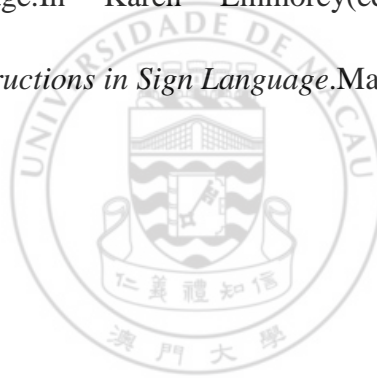 age.In Karen Emmorey(ed
ructions in Sign Language.Ma
UNIVERSIDADE DE MACAU
仁義禮知信
澳門大學